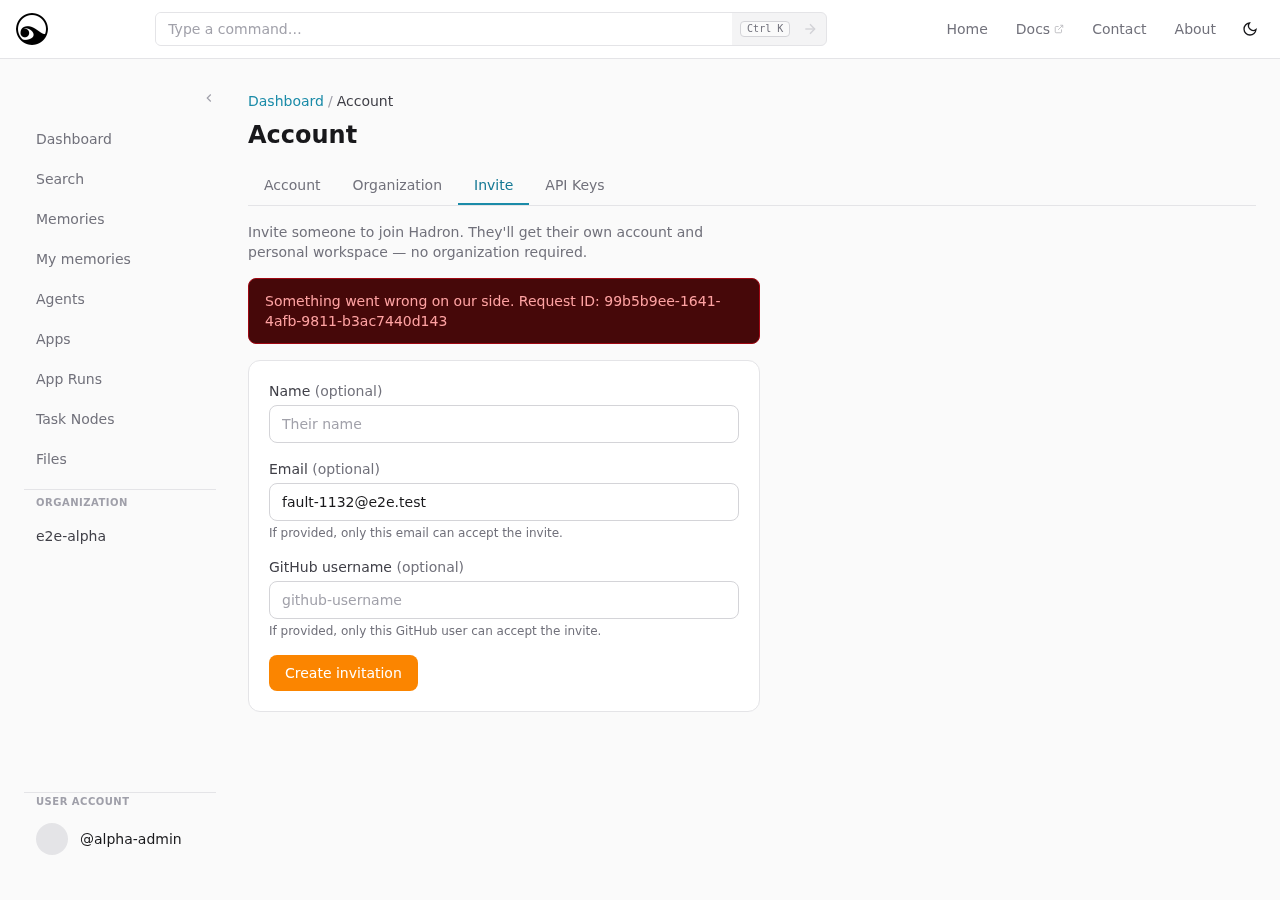 Type a command...
Ctrl K
Home
Docs
Contact
About
Dashboard
Search
Memories
My memories
Agents
Apps
App Runs
Task Nodes
Files
ORGANIZATION
e2e-alpha
USER ACCOUNT
@alpha-admin
Dashboard / Account
Account
Account
Organization
Invite
API Keys
Invite someone to join Hadron. They'll get their own account and
personal workspace — no organization required.
Something went wrong on our side. Request ID: 99b5b9ee-1641-
4afb-9811-b3ac7440d143
Name (optional)
Their name
Email (optional)
fault-1132@e2e.test
If provided, only this email can accept the invite.
GitHub username (optional)
github-username
If provided, only this GitHub user can accept the invite.
Create invitation